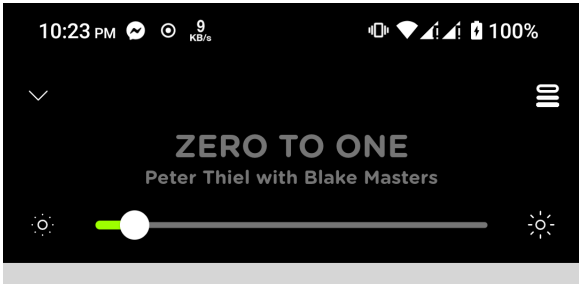 10:23 PM 9 KB/s 100%
ZERO TO ONE
Peter Thiel with Blake Masters